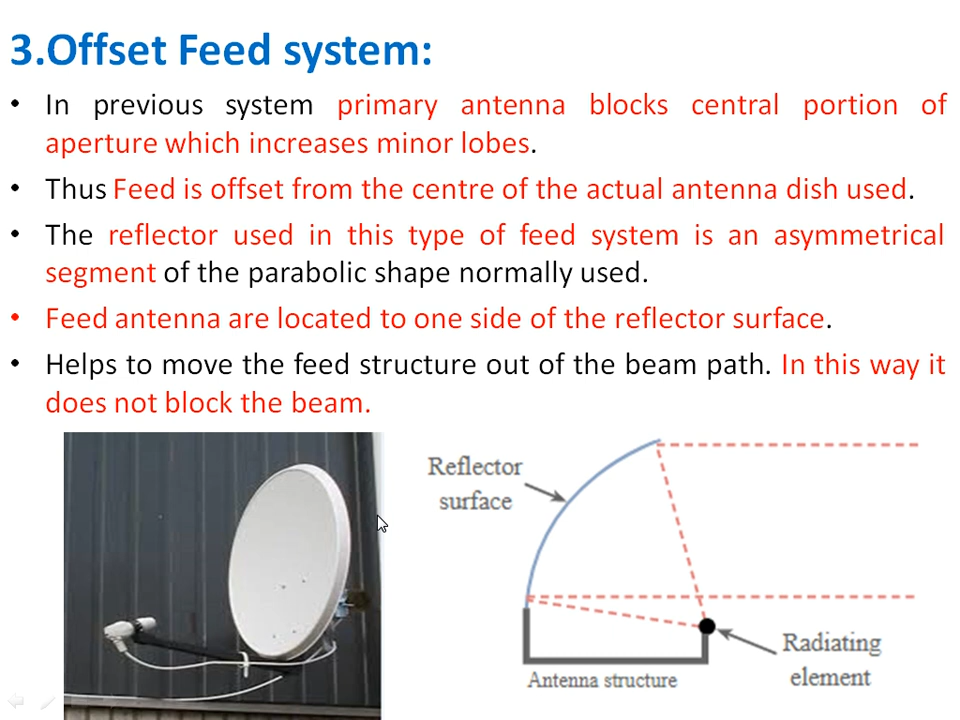 3.Offset Feed system:
• In previous system primary antenna blocks central portion of
aperture which increases minor lobes.
• Thus Feed is offset from the centre of the actual antenna dish used.
• The reflector used in this type of feed system is an asymmetrical
segment of the parabolic shape normally used.
• Feed antenna are located to one side of the reflector surface.
• Helps to move the feed structure out of the beam path. In this way it
does not block the beam.
Reflector
surface
Radiating
element
Antenna structure